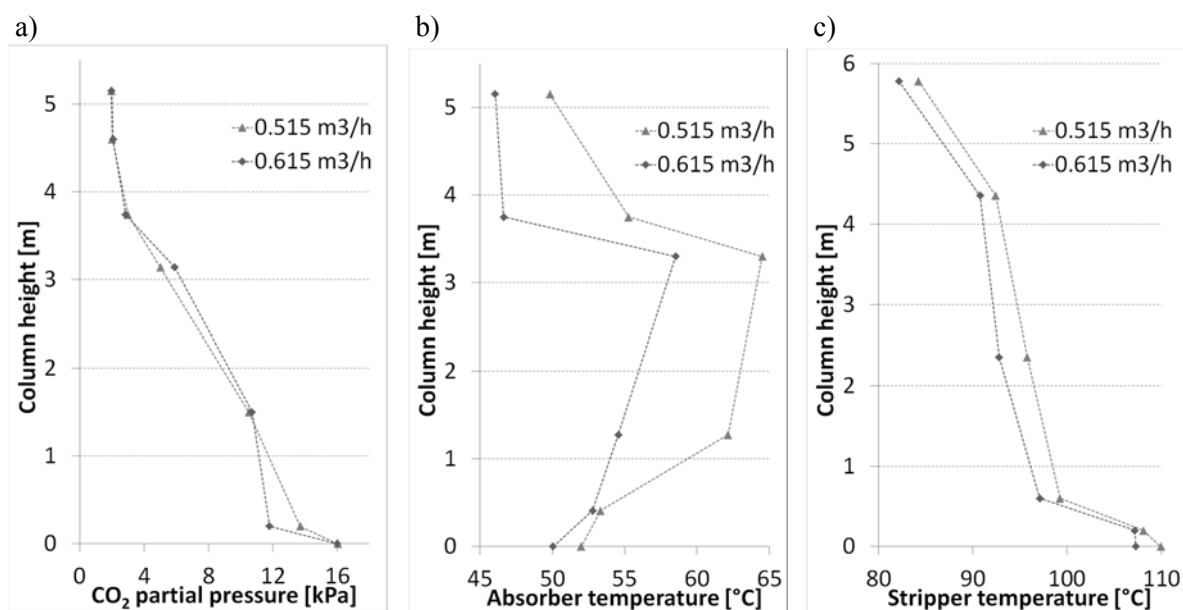 a)
5
4
3
2
1
0
Column height [m]
0.515 m3/h
0.615 m3/h
0 4 8 12 16
CO₂ partial pressure [kPa]
b)
5
4
3
2
1
0
Column height [m]
0.515 m3/h
0.615 m3/h
45 50 55 60 65
Absorber temperature [°C]
c)
6
5
4
3
2
1
0
Column height [m]
0.515 m3/h
0.615 m3/h
80 90 100 110
Stripper temperature [°C]